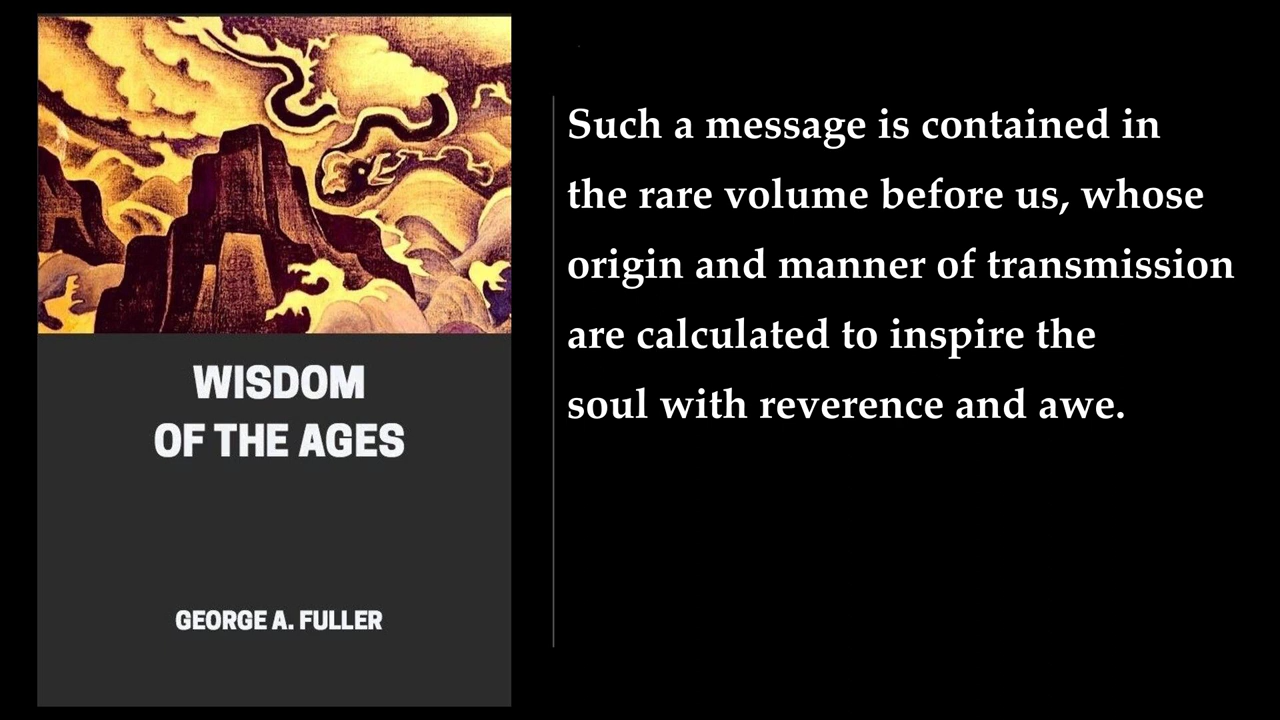 WISDOM
OF THE AGES
GEORGE A. FULLER
Such a message is contained in
the rare volume before us, whose
origin and manner of transmission
are calculated to inspire the
soul with reverence and awe.